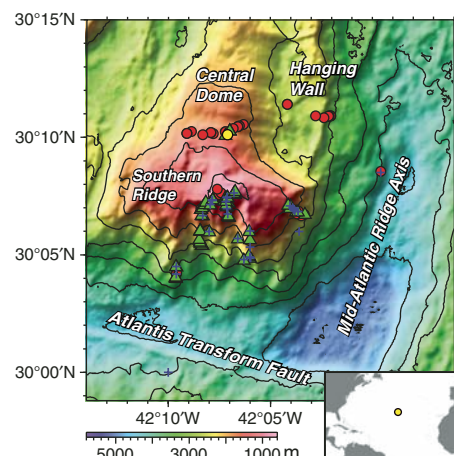 30°15'N
Central
Dome
Hanging
Wall
30°10'N
Southern
Ridge
30°05'N
Mid-Atlantic Ridge Axis
Atlantis Transform Fault
30°00'N
42°10'W
42°05'W
5000
3000
1000 m